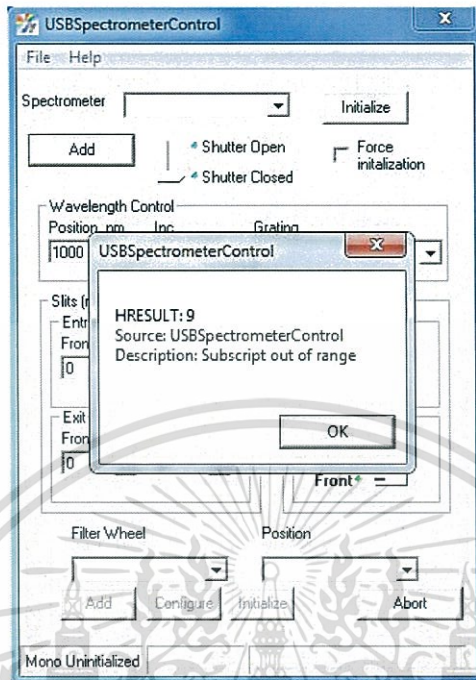 USBSpectrometerControl
File Help
Spectrometer
Initialize
Add
Shutter Open
Shutter Closed
Force
initalization
Wavelength Control
Position nm Inc Grating
1000
USBSpectrometerControl
HRESULT: 9
Source: USBSpectrometerControl
Description: Subscript out of range
OK
Slits (
Entr
Fron
0
Exit
Fron
0
Front
Filter Wheel Position
Add Configure Initialize Abort
Mono Uninitialized